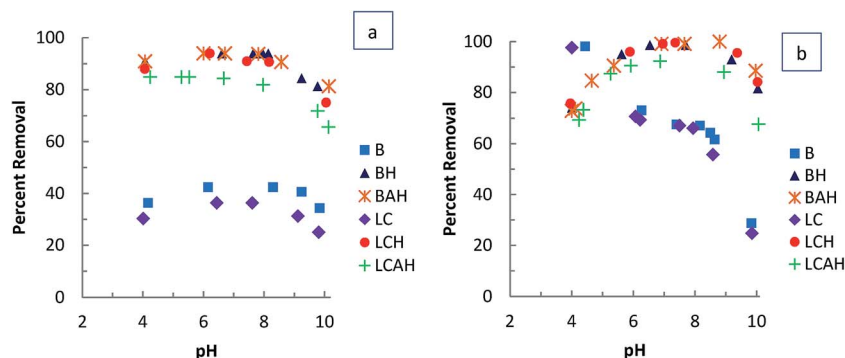 a
100
80
60
40
20
0
Percent Removal
2 4 6 8 10
pH
B
BH
BAH
LC
LCH
LCAH
b
100
80
60
40
20
0
Percent Removal
2 4 6 8 10
pH
B
BH
BAH
LC
LCH
LCAH